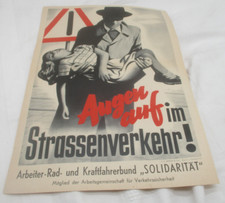 Augen
auf im
Strassenverkehr!
Arbeiter-Rad- und Kraftfahrerbund „SOLIDARITÄT"
Mitglied der Arbeitsgemeinschaft für Verkehrssicherheit